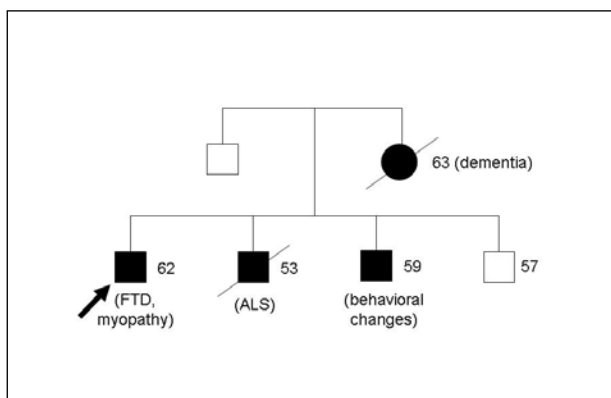 63 (dementia)
62 53 59 57
(FTD, myopathy)
(ALS)
(behavioral changes)